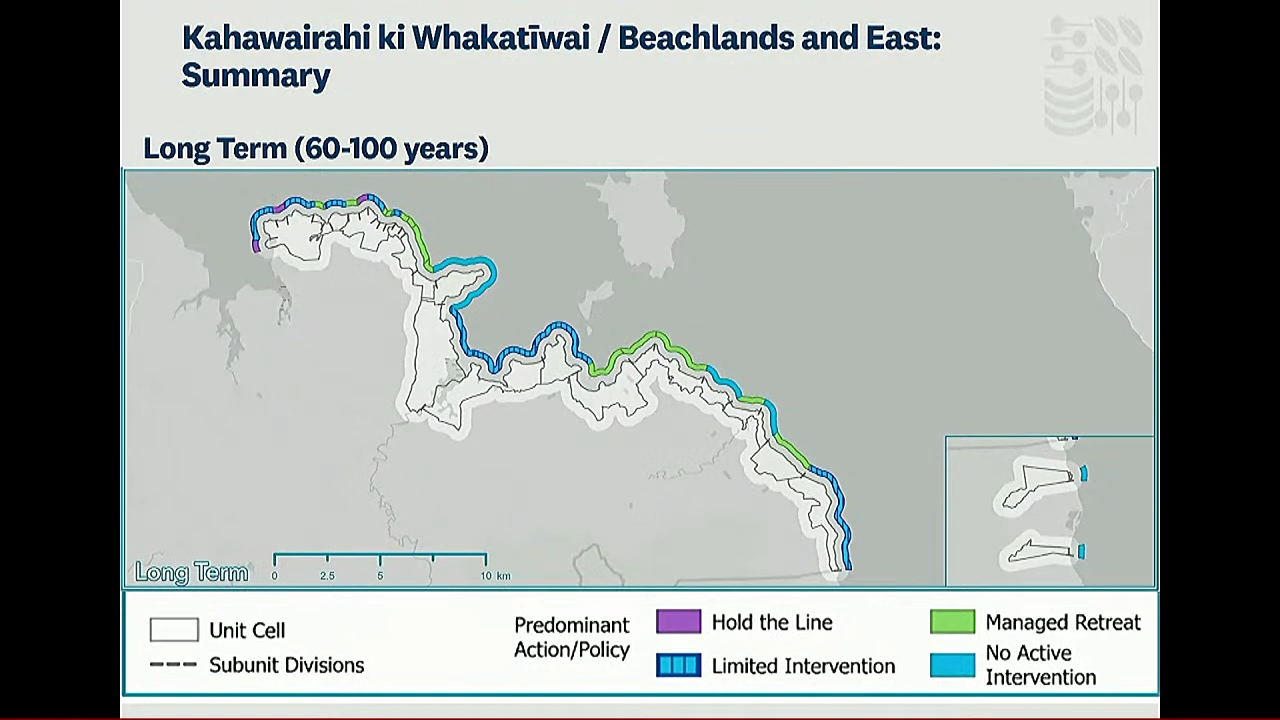 Kahawairahi ki Whakatīwai / Beachlands and East:
Summary
Long Term (60-100 years)
Long Term
0 2.5 5 10 km
Unit Cell
Subunit Divisions
Predominant
Action/Policy
Hold the Line
Limited Intervention
Managed Retreat
No Active
Intervention